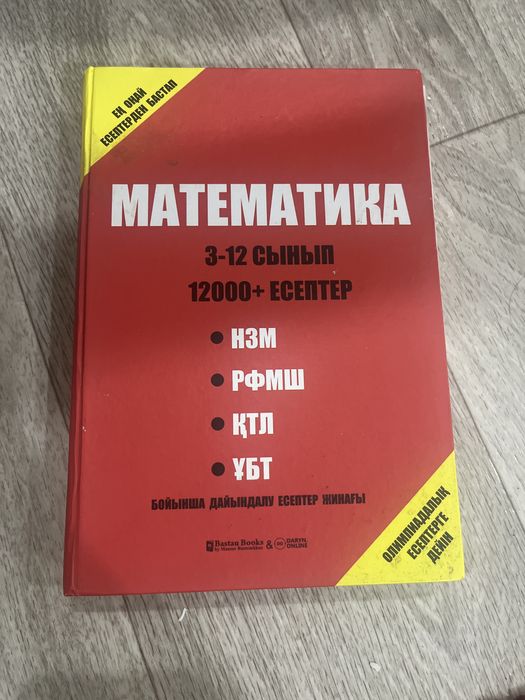 ЕҢ ОҢАЙ
ЕСЕПТЕРДЕН БАСТАП
МАТЕМАТИКА
3-12 СЫНЫП
12000+ ЕСЕПТЕР
● НЗМ
● РФМШ
● ҚТЛ
● ҰБТ
БОЙЫНША ДАЙЫНДАЛУ ЕСЕПТЕР ЖИНАҒЫ
Bastau Books & DARYN.
ONLINE
ОЛИМПИАДАЛЫҚ
ЕСЕПТЕРГЕ
ДЕЙІН